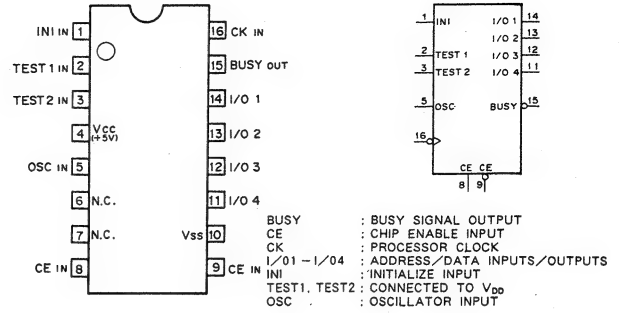 INI IN 1
16 CK IN
TEST 1 IN 2
15 BUSY OUT
TEST 2 IN 3
14 I/O 1
4 VCC
(+5V)
13 I/O 2
OSC IN 5
12 I/O 3
6 N.C.
11 I/O 4
7 N.C.
VSS 10
CE IN 8
9 CE IN
1 INI I/O 1 14
I/O 2 13
2 TEST 1 I/O 3 12
3 TEST 2 I/O 4 11
5 OSC BUSY 15
16
CE CE
8 9
BUSY : BUSY SIGNAL OUTPUT
CE : CHIP ENABLE INPUT
CK : PROCESSOR CLOCK
I/O1 – I/O4 : ADDRESS/DATA INPUTS/OUTPUTS
INI : INITIALIZE INPUT
TEST1, TEST2 : CONNECTED TO VDD
OSC : OSCILLATOR INPUT